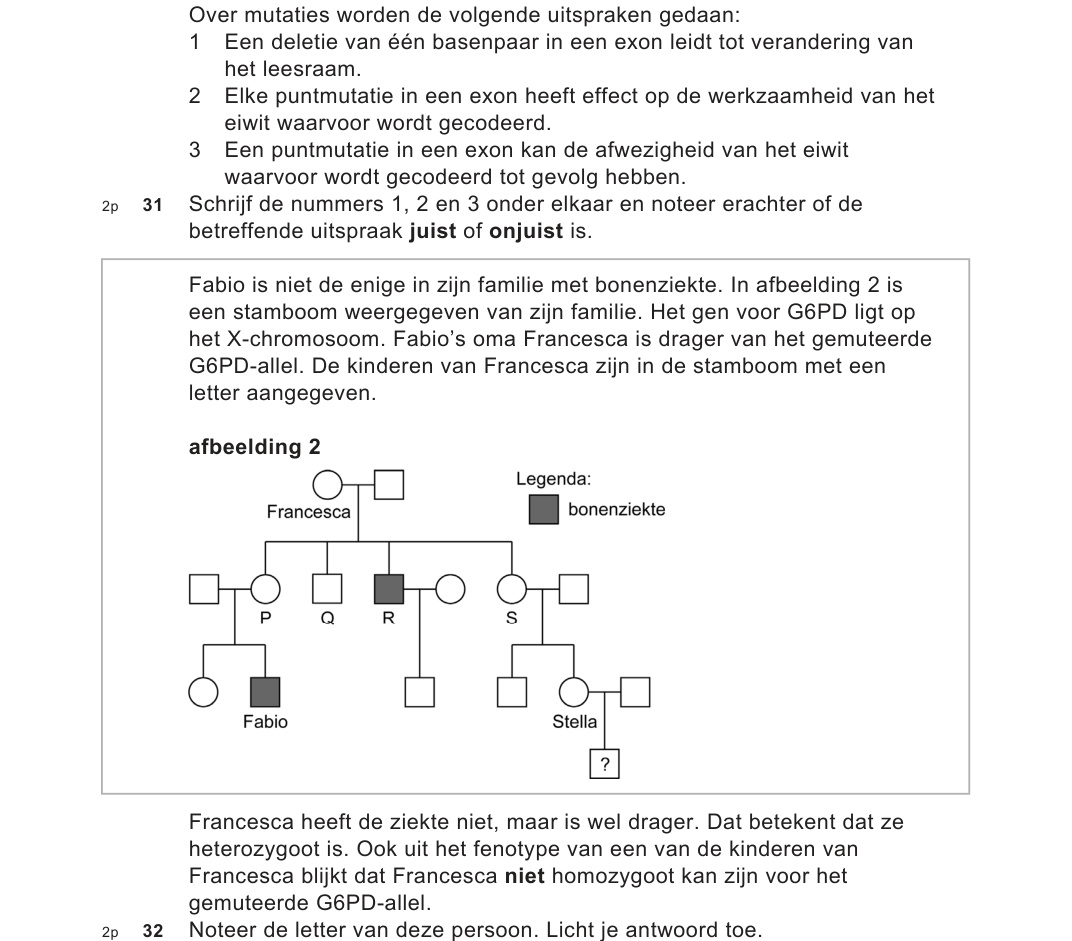 Over mutaties worden de volgende uitspraken gedaan:
1 Een deletie van één basenpaar in een exon leidt tot verandering van
het leesraam.
2 Elke puntmutatie in een exon heeft effect op de werkzaamheid van het
eiwit waarvoor wordt gecodeerd.
3 Een puntmutatie in een exon kan de afwezigheid van het eiwit
waarvoor wordt gecodeerd tot gevolg hebben.
2p 31 Schrijf de nummers 1, 2 en 3 onder elkaar en noteer erachter of de
betreffende uitspraak juist of onjuist is.
Fabio is niet de enige in zijn familie met bonenziekte. In afbeelding 2 is
een stamboom weergegeven van zijn familie. Het gen voor G6PD ligt op
het X-chromosoom. Fabio's oma Francesca is drager van het gemuteerde
G6PD-allel. De kinderen van Francesca zijn in de stamboom met een
letter aangegeven.
afbeelding 2
Legenda:
bonenziekte
Francesca
P Q R S
Fabio Stella
?
Francesca heeft de ziekte niet, maar is wel drager. Dat betekent dat ze
heterozygoot is. Ook uit het fenotype van een van de kinderen van
Francesca blijkt dat Francesca niet homozygoot kan zijn voor het
gemuteerde G6PD-allel.
2p 32 Noteer de letter van deze persoon. Licht je antwoord toe.